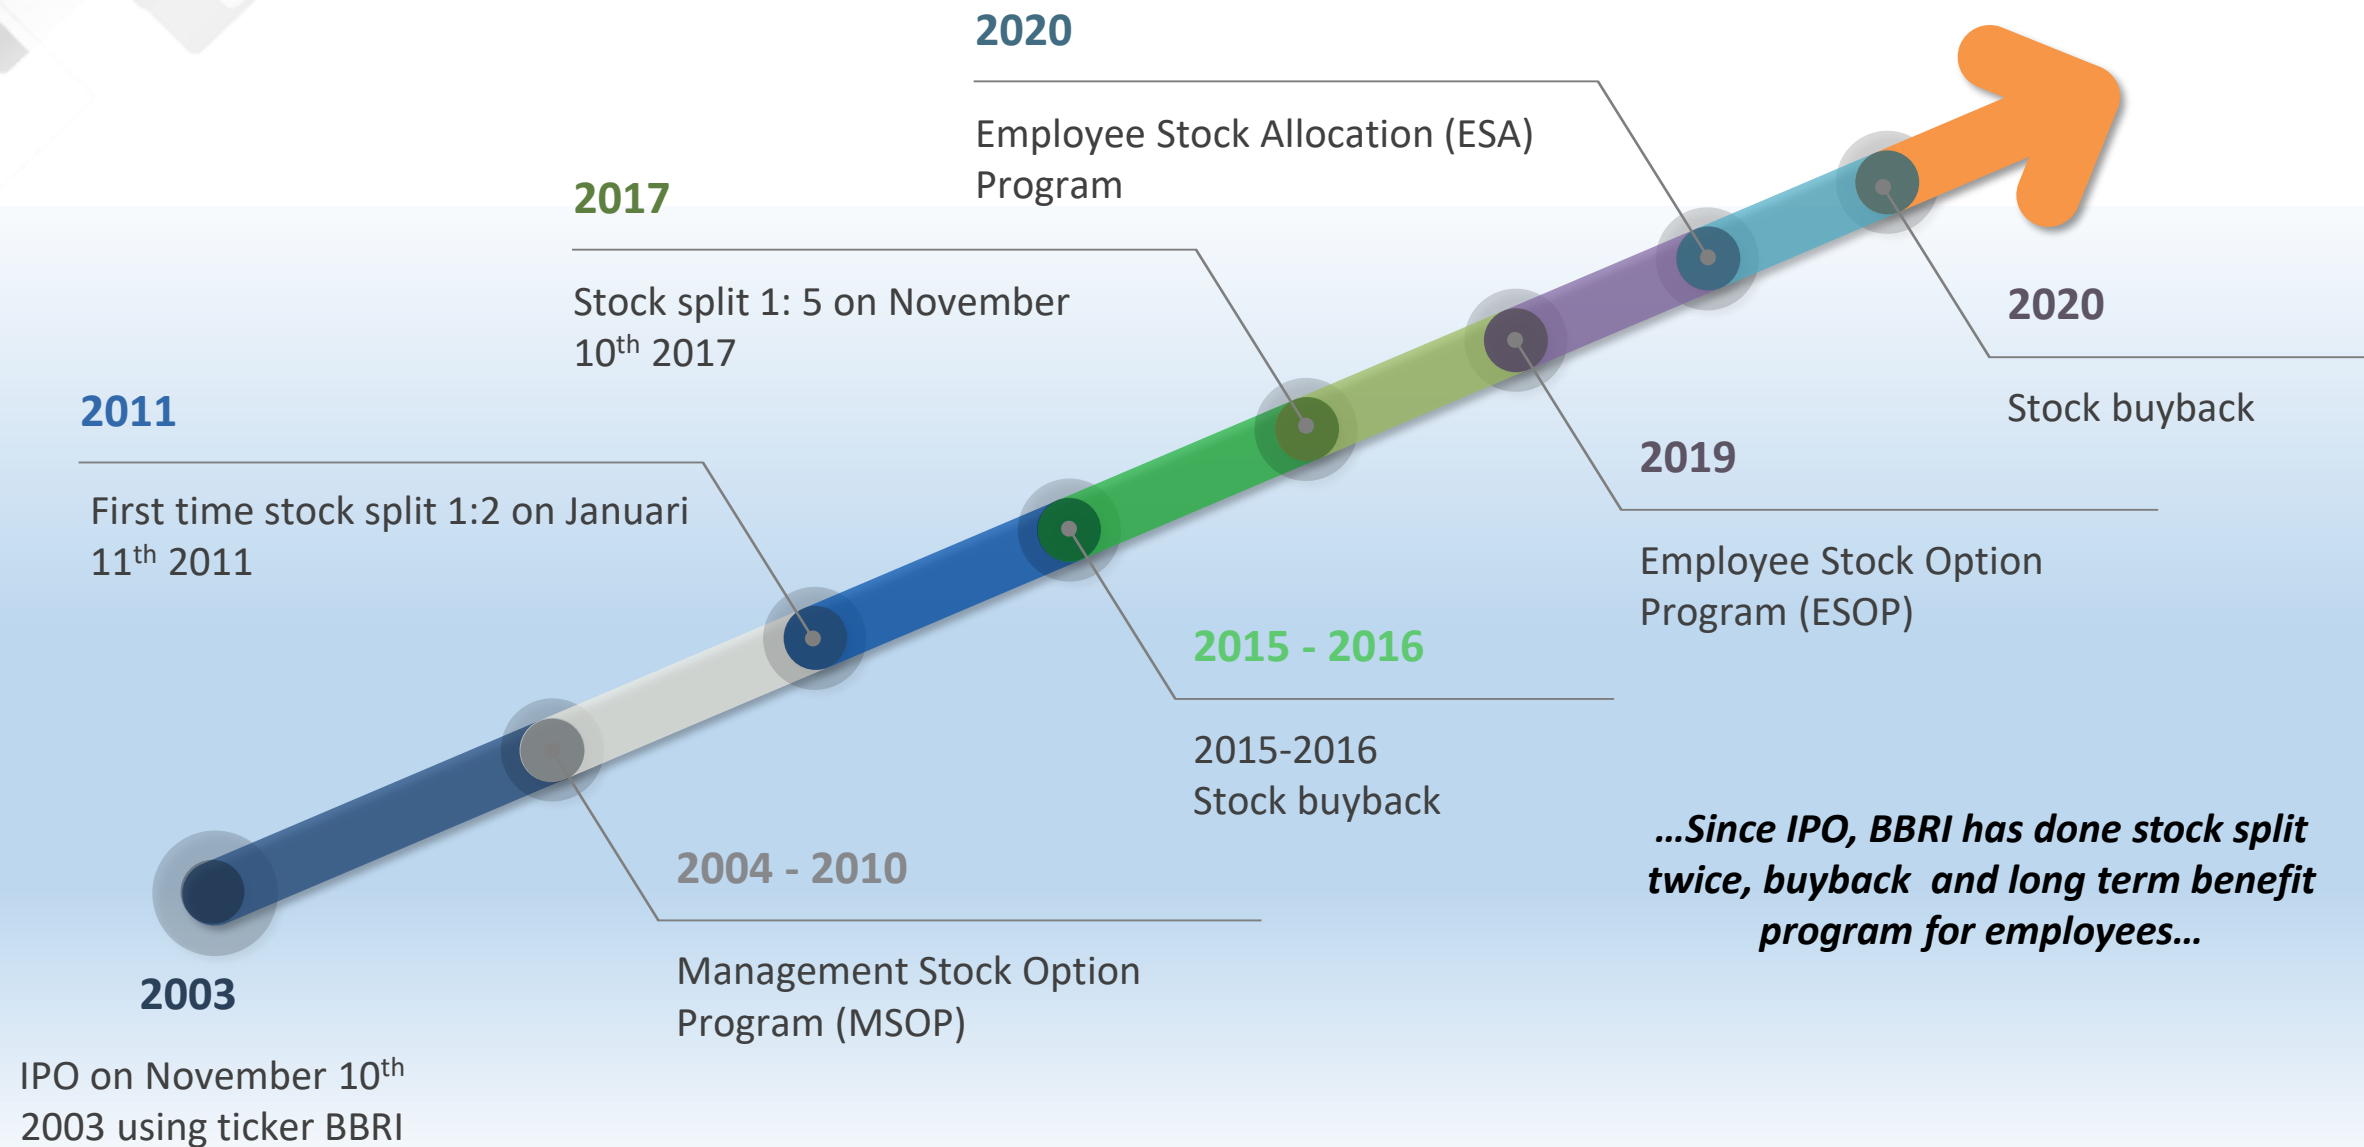 2020
Employee Stock Allocation (ESA)
Program
2017
Stock split 1: 5 on November
10th 2017
2020
Stock buyback
2011
First time stock split 1:2 on Januari
11th 2011
2019
Employee Stock Option
Program (ESOP)
2015 - 2016
2015-2016
Stock buyback
2004 - 2010
Management Stock Option
Program (MSOP)
...Since IPO, BBRI has done stock split
twice, buyback and long term benefit
program for employees...
2003
IPO on November 10th
2003 using ticker BBRI